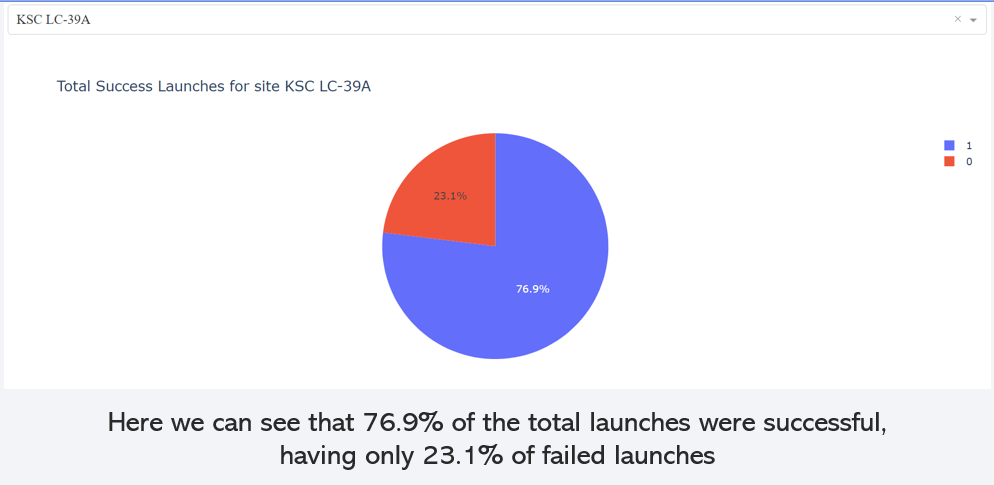 KSC LC-39A
Total Success Launches for site KSC LC-39A
1
0
23.1%
76.9%
Here we can see that 76.9% of the total launches were successful,
having only 23.1% of failed launches